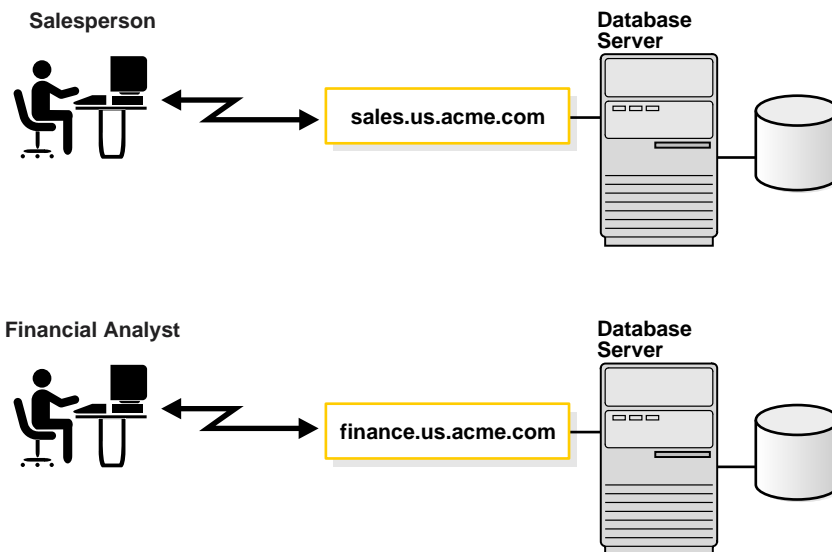 Salesperson
Database
Server
sales.us.acme.com
Financial Analyst
Database
Server
finance.us.acme.com